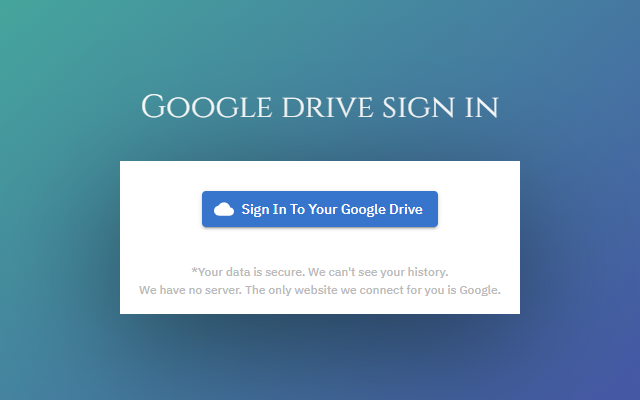 Google drive sign in
Sign In To Your Google Drive
*Your data is secure. We can't see your history.
We have no server. The only website we connect for you is Google.